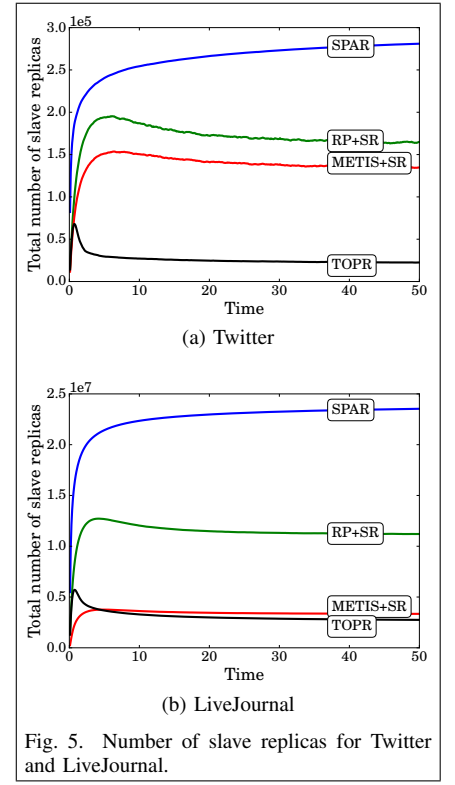 1e5
3.0
2.5
2.0
1.5
1.0
0.5
0.0
Total number of slave replicas
SPAR
RP+SR
METIS+SR
TOPR
0 10 20 30 40 50
Time
(a) Twitter
1e7
2.5
2.0
1.5
1.0
0.5
0.0
Total number of slave replicas
SPAR
RP+SR
METIS+SR
TOPR
0 10 20 30 40 50
Time
(b) LiveJournal
Fig. 5. Number of slave replicas for Twitter
and LiveJournal.